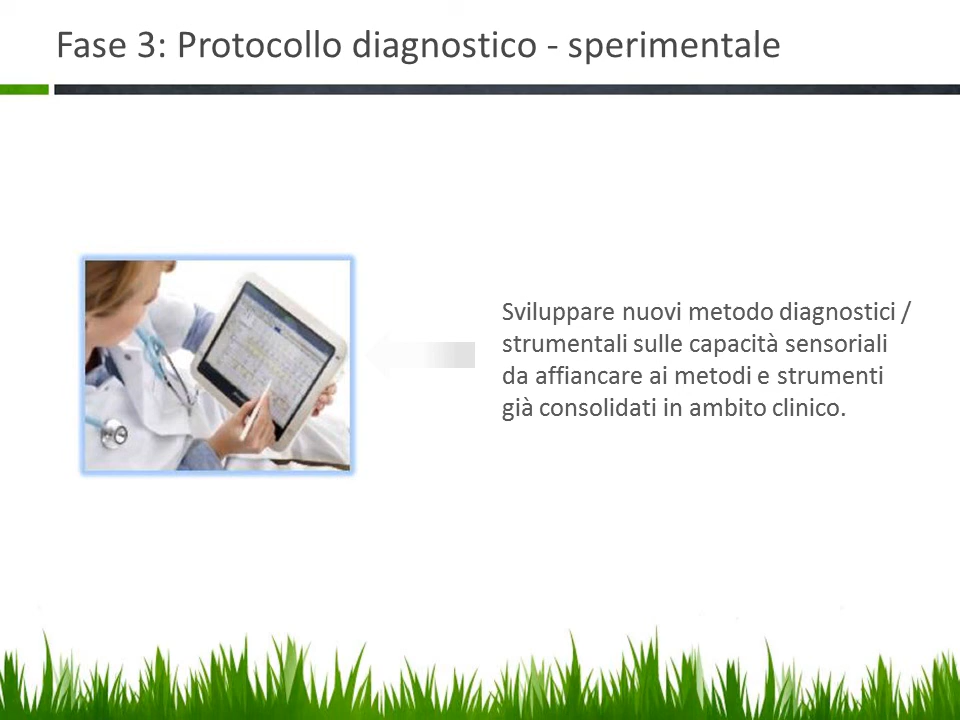 Fase 3: Protocollo diagnostico - sperimentale
Sviluppare nuovi metodo diagnostici /
strumentali sulle capacità sensoriali
da affiancare ai metodi e strumenti
già consolidati in ambito clinico.